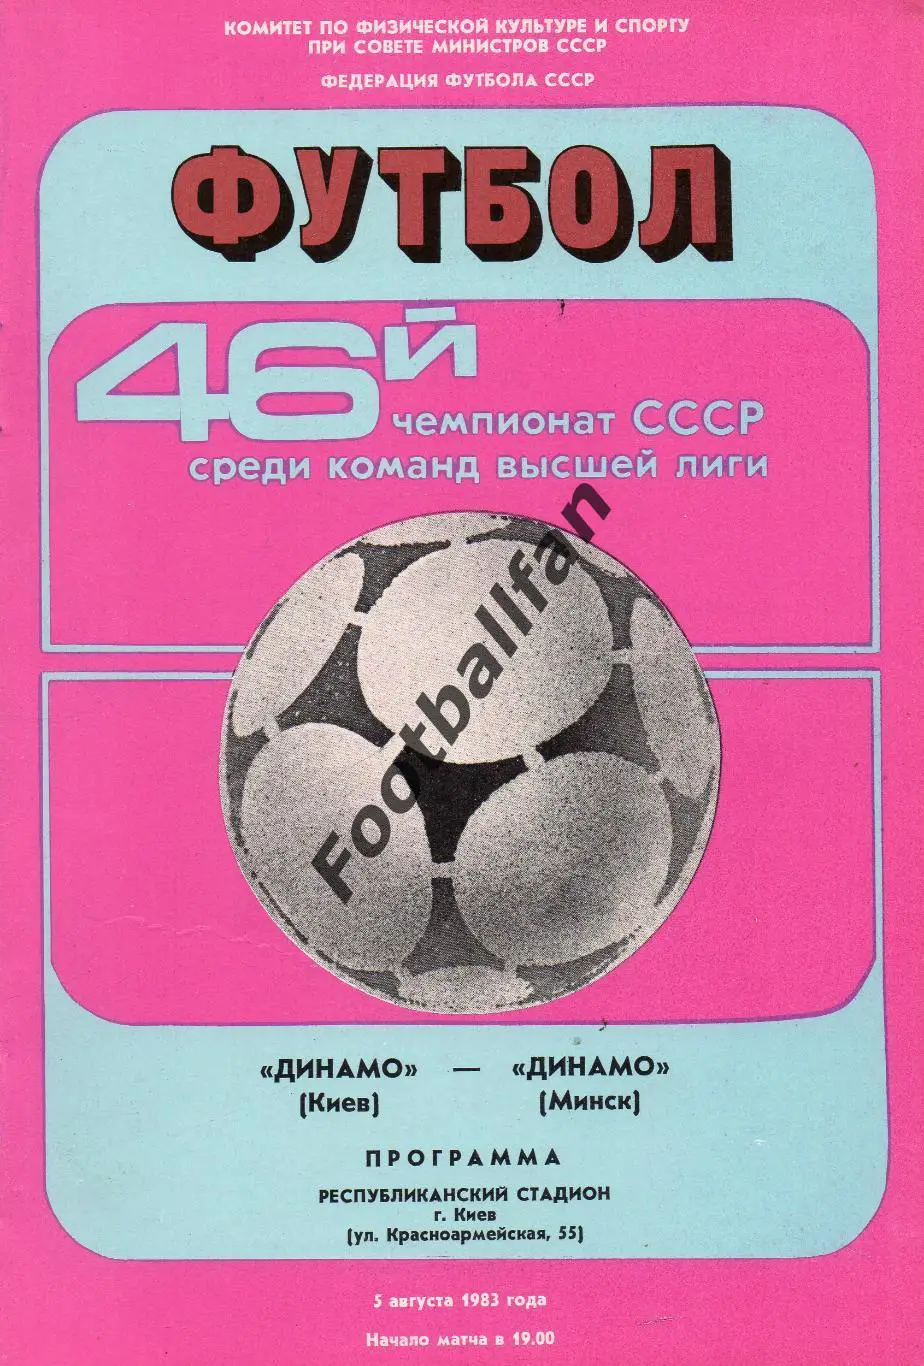 КОМИТЕТ ПО ФИЗИЧЕСКОЙ КУЛЬТУРЕ И СПОРТУ
ПРИ СОВЕТЕ МИНИСТРОВ СССР
ФЕДЕРАЦИЯ ФУТБОЛА СССР
ФУТБОЛ
46й
чемпионат СССР
среди команд высшей лиги
Footballfan
«ДИНАМО» — «ДИНАМО»
(Киев) (Минск)
ПРОГРАММА
РЕСПУБЛИКАНСКИЙ СТАДИОН
г. Киев
(ул. Красноармейская, 55)
5 августа 1983 года
Начало матча в 19.00